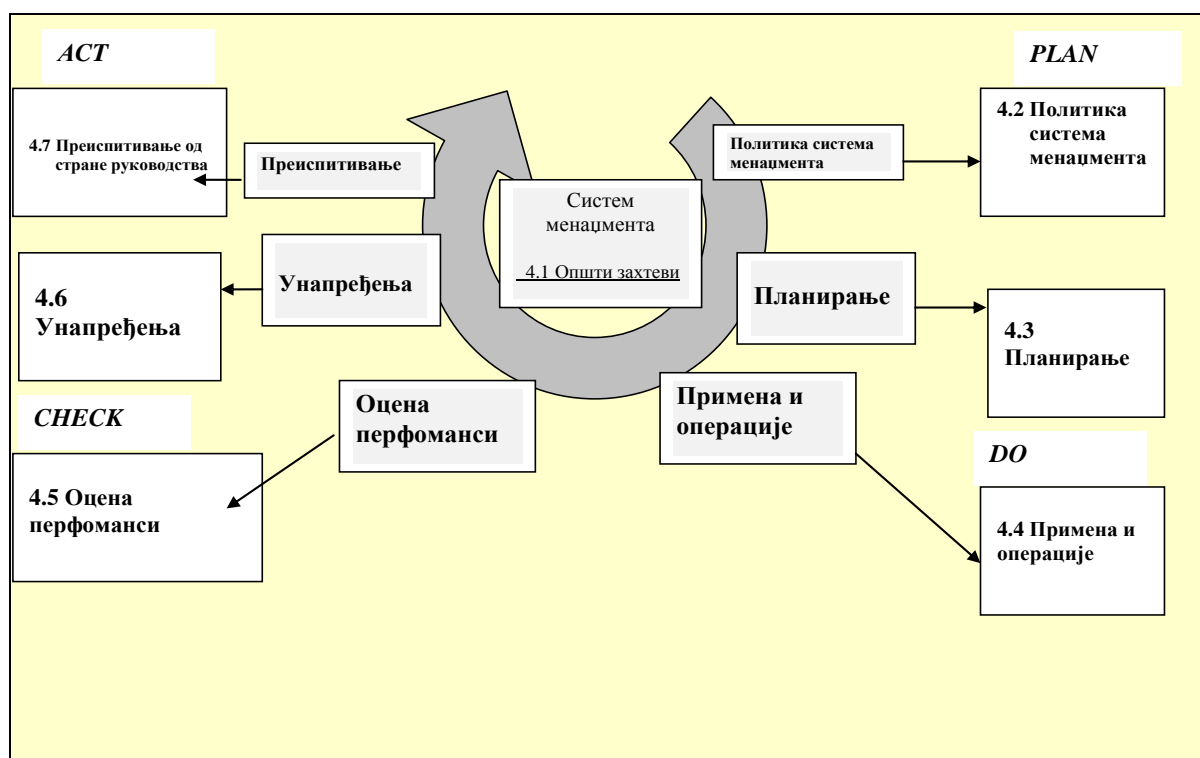 ACT
PLAN
4.7 Преиспитивање од
стране руководства
Преиспитивање
Систем
менаџмента
4.1 Општи захтеви
Политика система
менаџмента
4.2 Политика
система
менаџмента
4.6
Унапређења
Унапређења
Планирање
4.3
Планирање
CHECK
Оцена
перфоманси
Примена и
операције
DO
4.5 Оцена
перфоманси
4.4 Примена и
операције